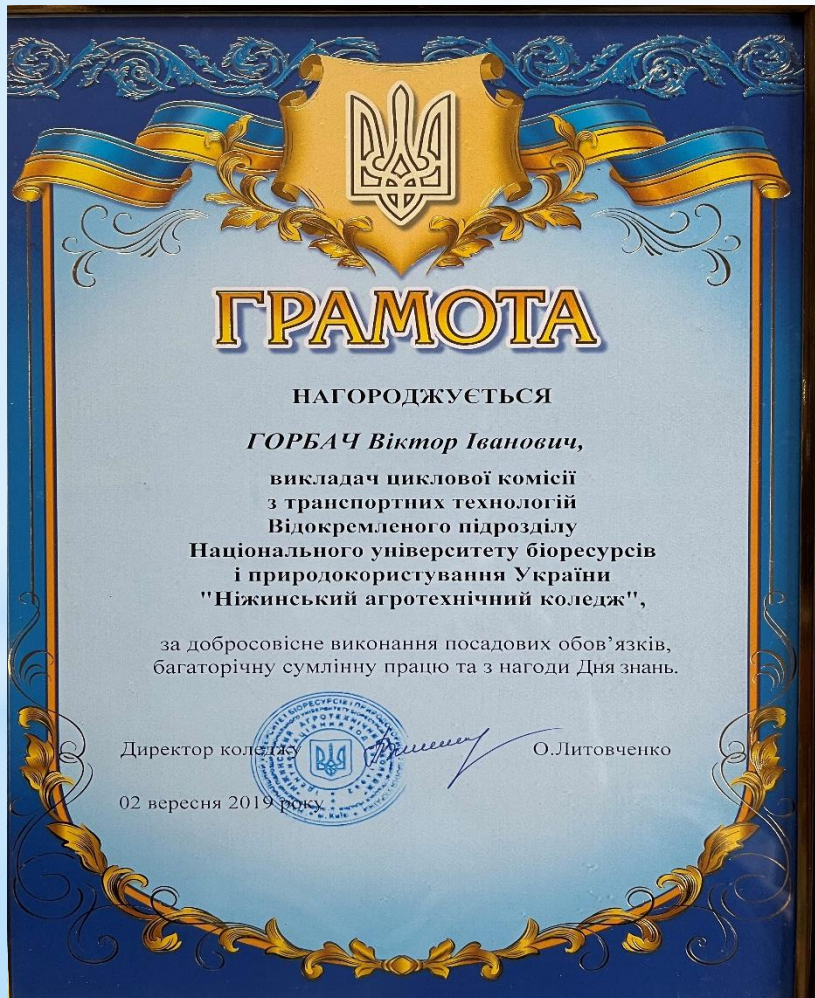 ГРАМОТА
НАГОРОДЖУЄТЬСЯ
ГОРБАЧ Віктор Іванович,
викладач циклової комісії
з транспортних технологій
Відокремленого підрозділу
Національного університету біоресурсів
і природокористування України
"Ніжинський агротехнічний коледж",
за добросовісне виконання посадових обов’язків,
багаторічну сумлінну працю та з нагоди Дня знань.
Директор коледжу О.Литовченко
02 вересня 2019 року